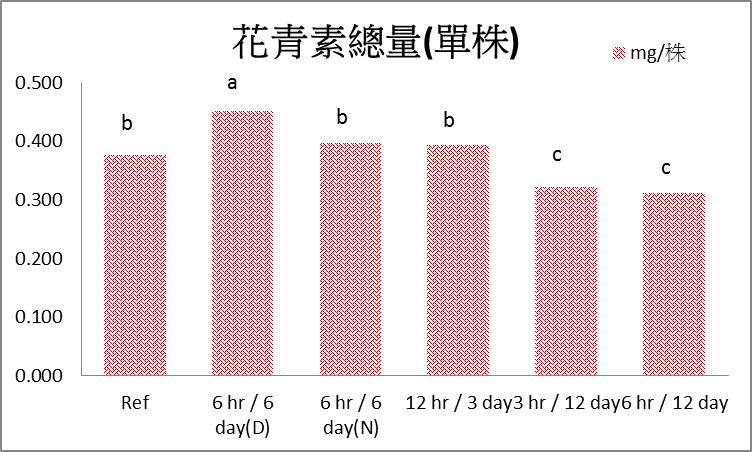 花青素總量(單株)
mg/株
0.500
0.400
0.300
0.200
0.100
0.000
b
a
b
b
c
c
Ref
6 hr / 6
day(D)
6 hr / 6
day(N)
12 hr / 3 day
3 hr / 12 day
6 hr / 12 day